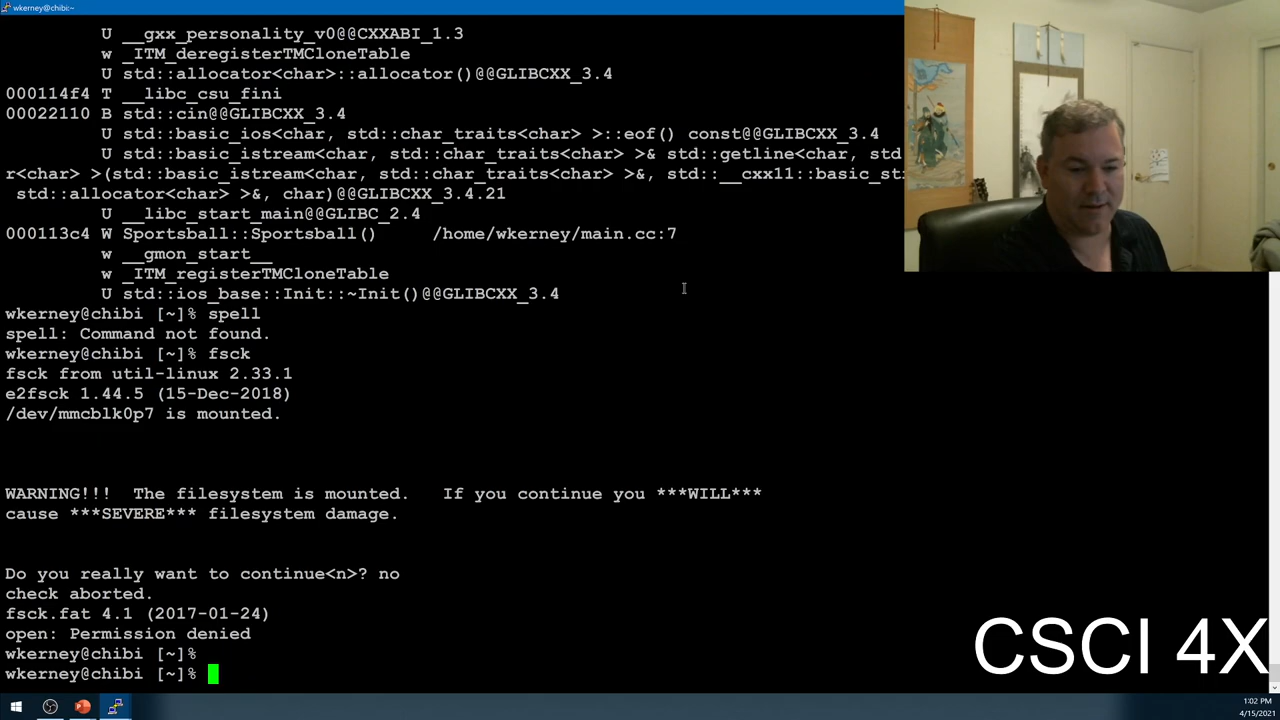 wkerney@chibi:~
U __gxx_personality_v0@@CXXABI_1.3
w _ITM_deregisterTMCloneTable
U std::allocator<char>::allocator()@@GLIBCXX_3.4
000114f4 T __libc_csu_fini
00022110 B std::cin@@GLIBCXX_3.4
U std::basic_ios<char, std::char_traits<char> >::eof() const@@GLIBCXX_3.4
U std::basic_istream<char, std::char_traits<char> >& std::getline<char, std
r<char> >(std::basic_istream<char, std::char_traits<char> >&, std::__cxx11::basic_st
std::allocator<char> >&, char)@@GLIBCXX_3.4.21
U __libc_start_main@@GLIBC_2.4
000113c4 W Sportsball::Sportsball() /home/wkerney/main.cc:7
w __gmon_start__
w _ITM_registerTMCloneTable
U std::ios_base::Init::~Init()@@GLIBCXX_3.4
wkerney@chibi [~]% spell
spell: Command not found.
wkerney@chibi [~]% fsck
fsck from util-linux 2.33.1
e2fsck 1.44.5 (15-Dec-2018)
/dev/mmcblk0p7 is mounted.
WARNING!!! The filesystem is mounted. If you continue you ***WILL***
cause ***SEVERE*** filesystem damage.
Do you really want to continue<n>? no
check aborted.
fsck.fat 4.1 (2017-01-24)
open: Permission denied
wkerney@chibi [~]%
wkerney@chibi [~]%
CSCI 4X
1:02 PM
4/15/2021